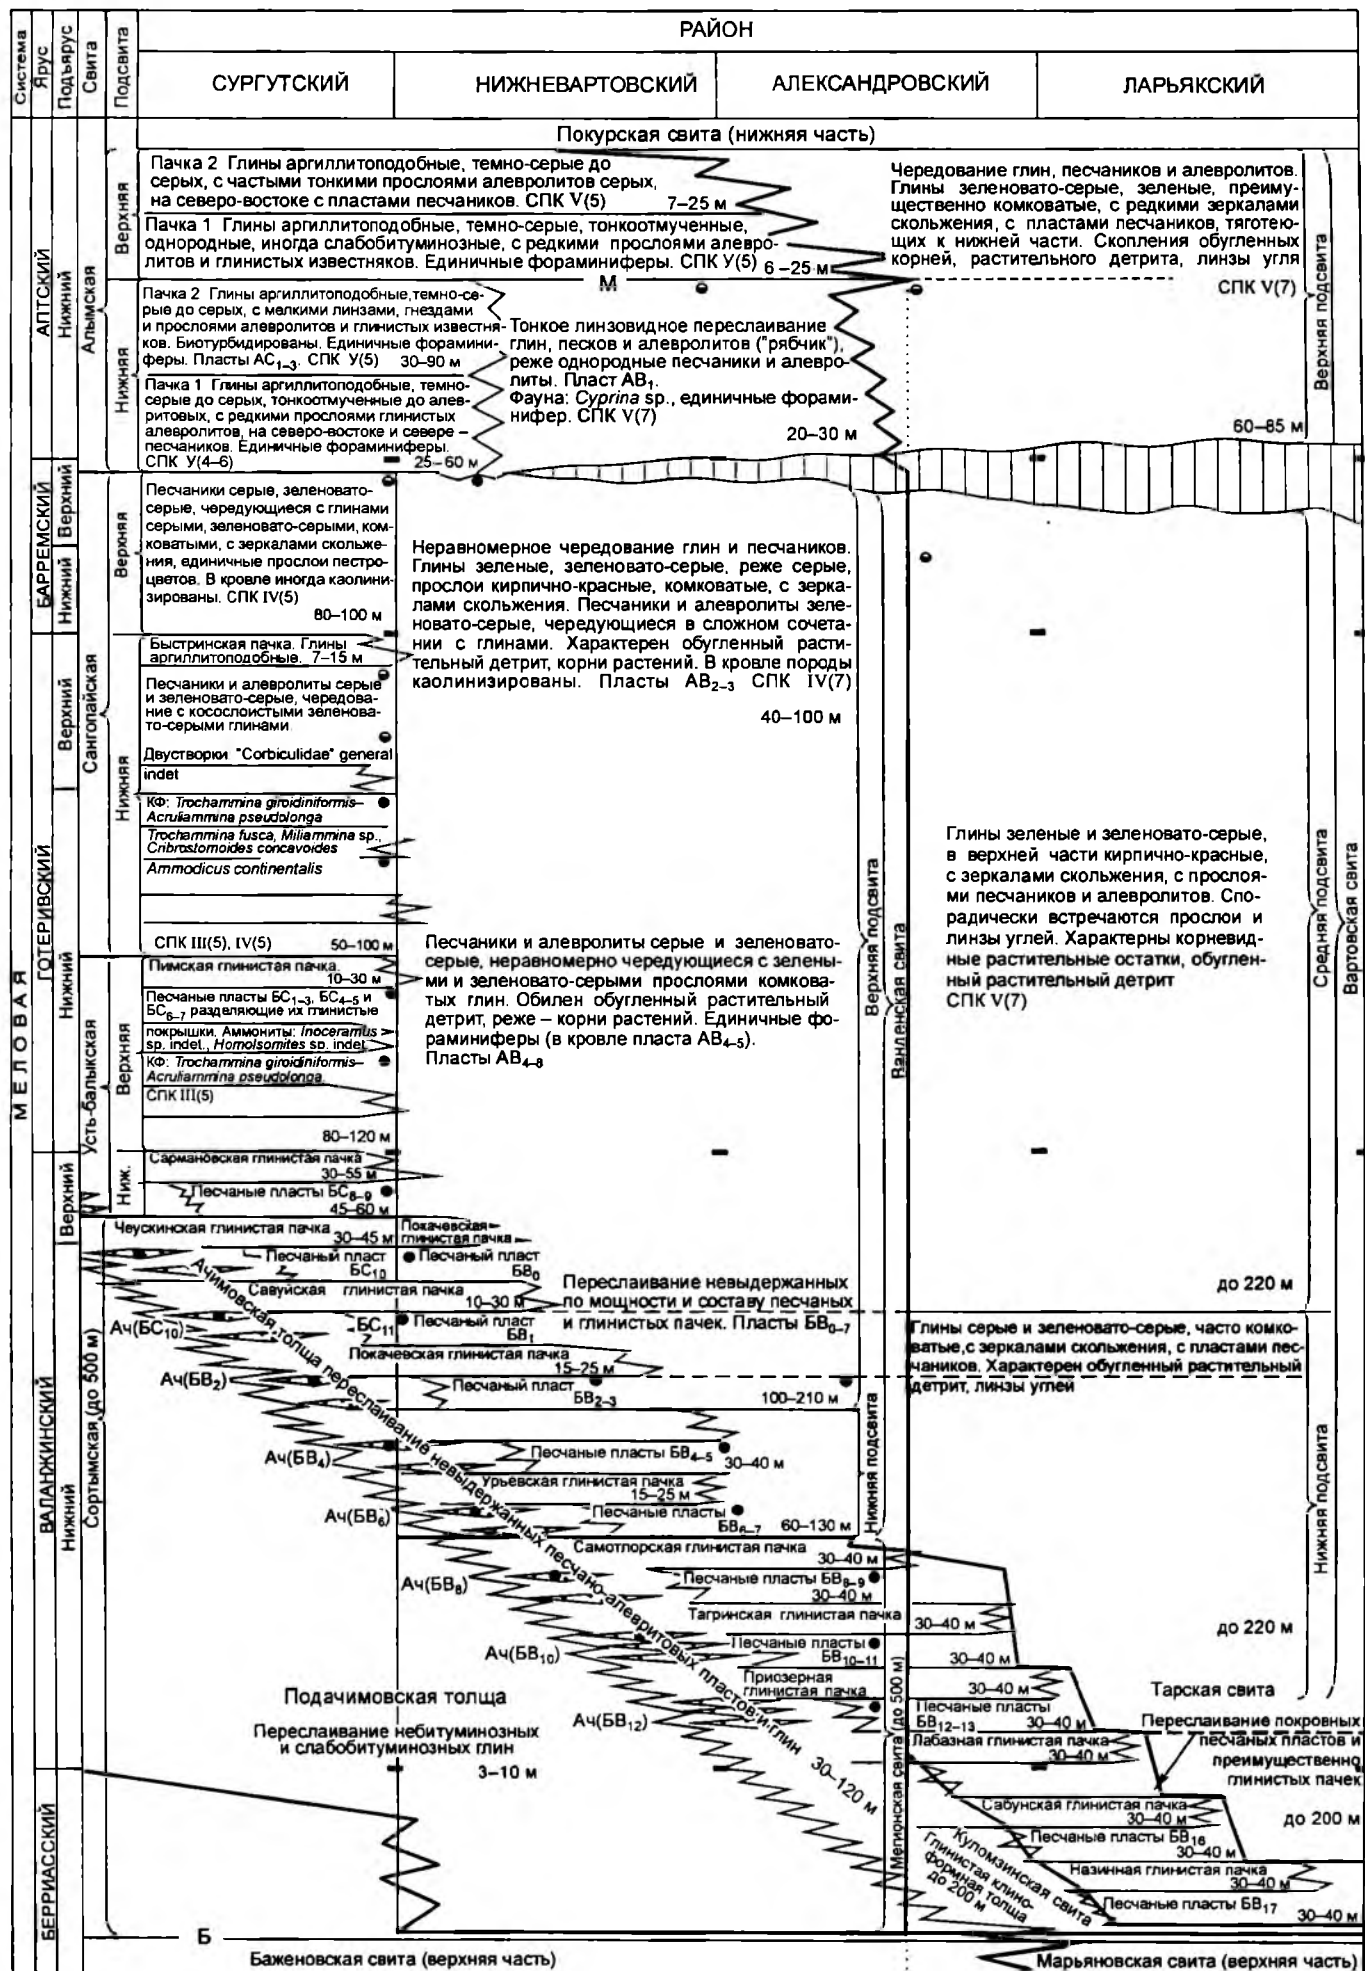 РАЙОН
Система
Ярус
Подъярус
Свита
Подсвита
СУРГУТСКИЙ
НИЖНЕВАРТОВСКИЙ
АЛЕКСАНДРОВСКИЙ
ЛАРЬЯКСКИЙ
МЕЛОВАЯ
АПТСКИЙ
БАРРЕМСКИЙ
ГОТЕРИВСКИЙ
ВАЛАНЖИНСКИЙ
БЕРРИАССКИЙ
Нижний
Верхний
Нижний
Верхний
Нижний
Верхний
Нижний
Алымская
Сангопайская
Усть-балыкская
Сортымская (до 500 м)
Верхняя
Нижняя
Верхняя
Нижняя
Верхняя
Ниж.
Покурская свита (нижняя часть)
Пачка 2 Глины аргиллитоподобные, темно-серые до
серых, с частыми тонкими прослоями алевролитов серых,
на северо-востоке с пластами песчаников. СПК V(5)
7–25 м
Пачка 1 Глины аргиллитоподобные, темно-серые, тонкоотмученные,
однородные, иногда слабобитуминозные, с редкими прослоями алевро-
литов и глинистых известняков. Единичные фораминиферы. СПК У(5)
6–25 м
М
Пачка 2 Глины аргиллитоподобные,темно-се-
рые до серых, с мелкими линзами, гнездами
и прослоями алевролитов и глинистых известня-
ков. Биотурбидированы. Единичные форамини-
феры. Пласты АС1–3. СПК У(5) 30–90 м
Пачка 1 Глины аргиллитоподобные, темно-
серые до серых, тонкоотмученные до алев-
ритовых, с редкими прослоями глинистых
алевролитов, на северо-востоке и севере –
песчаников. Единичные фораминиферы.
СПК У(4–6) 25–60 м
Песчаники серые, зеленовато-
серые, чередующиеся с глинами
серыми, зеленовато-серыми, ком-
коватыми, с зеркалами скольже-
ния, единичные прослои пестро-
цветов. В кровле иногда каолини-
зированы. СПК IV(5)
80–100 м
Быстринская пачка. Глины
аргиллитоподобные. 7–15 м
Песчаники и алевролиты серые
и зеленовато-серые, чередова-
ние с косослоистыми зеленова-
то-серыми глинами
Двустворки "Corbiculidae" general
indet
КФ: Trochammina giroidiniformis–
Acruliammina pseudolonga
Trochammina fusca, Miliammina sp.,
Cribrostomoides concavoides
Ammodicus continentalis
СПК III(5), IV(5) 50–100 м
Пимская глинистая пачка
10–30 м
Песчаные пласты БС1–3, БС4–5 и
БС6–7 разделяющие их глинистые
покрышки. Аммониты: Inoceramus
sp. indet., Homolsomites sp. indet
КФ: Trochammina giroidiniformis–
Acruliammina pseudolonga
СПК III(5)
80–120 м
Сармановская глинистая пачка
30–55 м
Песчаные пласты БС8–9
45–60 м
Чеускинская глинистая пачка
30–45 м
Песчаный пласт
БС10
Савуйская глинистая пачка
10–30 м
БС11
Тонкое линзовидное переслаивание
глин, песков и алевролитов ("рябчик"),
реже однородные песчаники и алевро-
литы. Пласт АВ1.
Фауна: Cyprina sp., единичные форами-
нифер. СПК V(7)
20–30 м
Неравномерное чередование глин и песчаников.
Глины зеленые, зеленовато-серые, реже серые,
прослои кирпично-красные, комковатые, с зерка-
лами скольжения. Песчаники и алевролиты зеле-
новато-серые, чередующиеся в сложном сочета-
нии с глинами. Характерен обугленный расти-
тельный детрит, корни растений. В кровле породы
каолинизированы. Пласты АВ2–3 СПК IV(7)
40–100 м
Песчаники и алевролиты серые и зеленовато-
серые, неравномерно чередующиеся с зелены-
ми и зеленовато-серыми прослоями комкова-
тых глин. Обилен обугленный растительный
детрит, реже – корни растений. Единичные фо-
раминиферы (в кровле пласта АВ4–5).
Пласты АВ4–8
Покачевская
глинистая пачка
Песчаный пласт
БВ0
Переслаивание невыдержанных
по мощности и составу песчаных
и глинистых пачек. Пласты БВ0–7
Песчаный пласт
БВ1
Покачевская глинистая пачка
15–25 м
Песчаный пласт
БВ2–3
100–210 м
Песчаные пласты БВ4–5
30–40 м
Урьевская глинистая пачка
15–25 м
Песчаные пласты
БВ6–7 60–130 м
Самотлорская глинистая пачка
30–40 м
Песчаные пласты БВ8–9
30–40 м
Тагринская глинистая пачка
30–40 м
Песчаные пласты
БВ10–11
30–40 м
Приозерная
глинистая пачка
30–40 м
Песчаные пласты
БВ12–13 30–40 м
Лабазная глинистая пачка
30–40 м
Сабунская глинистая пачка
30–40 м
Песчаные пласты БВ16
30–40 м
Назинная глинистая пачка
30–40 м
Песчаные пласты БВ17
30–40 м
Ачимовская толща переслаивание невыдержанных песчано-алевритовых пластов и глин
30–120 м
Ач(БС10)
Ач(БВ2)
Ач(БВ4)
Ач(БВ6)
Ач(БВ8)
Ач(БВ10)
Ач(БВ12)
Подачимовская толща
Переслаивание небитуминозных
и слабобитуминозных глин
3–10 м
Верхняя подсвита
Нижняя подсвита
Ванденская свита
Мегионская свита (до 500 м)
Куломзинская свита
Глинистая клино-
формная толща
до 200 м
Чередование глин, песчаников и алевролитов.
Глины зеленовато-серые, зеленые, преиму-
щественно комковатые, с редкими зеркалами
скольжения, с пластами песчаников, тяготею-
щих к нижней части. Скопления обугленных
корней, растительного детрита, линзы угля
СПК V(7)
60–85 м
Глины зеленые и зеленовато-серые,
в верхней части кирпично-красные,
с зеркалами скольжения, с прослоя-
ми песчаников и алевролитов. Спо-
радически встречаются прослои и
линзы углей. Характерны корневид-
ные растительные остатки, обуглен-
ный растительный детрит
СПК V(7)
до 220 м
Глины серые и зеленовато-серые, часто комко-
ватые,с зеркалами скольжения, с пластами пес-
чаников. Характерен обугленный растительный
детрит, линзы углей
до 220 м
Тарская свита
Переслаивание покровных
песчаных пластов и
преимущественно
глинистых пачек
до 200 м
Верхняя подсвита
Средняя подсвита
Нижняя подсвита
Вартовская свита
Б
Баженовская свита (верхняя часть)
Марьяновская свита (верхняя часть)